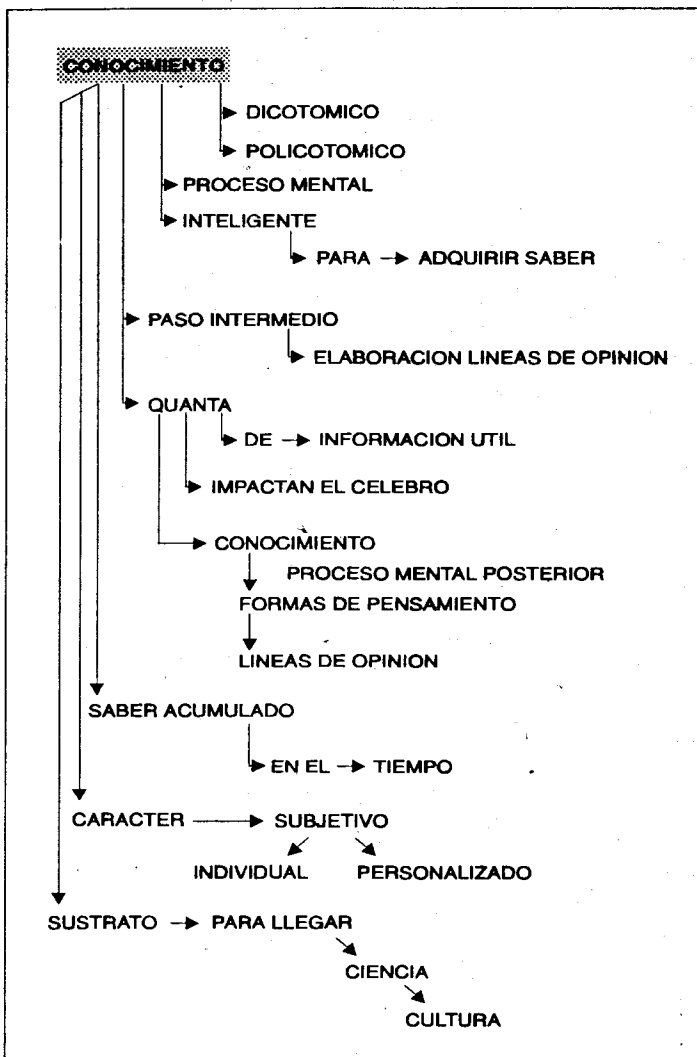 CONOCIMIENTO
DICOTOMICO
POLICOTOMICO
PROCESO MENTAL
INTELIGENTE
PARA ADQUIRIR SABER
PASO INTERMEDIO
ELABORACION LINEAS DE OPINION
QUANTA
DE INFORMACION UTIL
IMPACTAN EL CELEBRO
CONOCIMIENTO
PROCESO MENTAL POSTERIOR
FORMAS DE PENSAMIENTO
LINEAS DE OPINION
SABER ACUMULADO
EN EL TIEMPO
CARACTER SUBJETIVO
INDIVIDUAL PERSONALIZADO
SUSTRATO PARA LLEGAR
CIENCIA
CULTURA